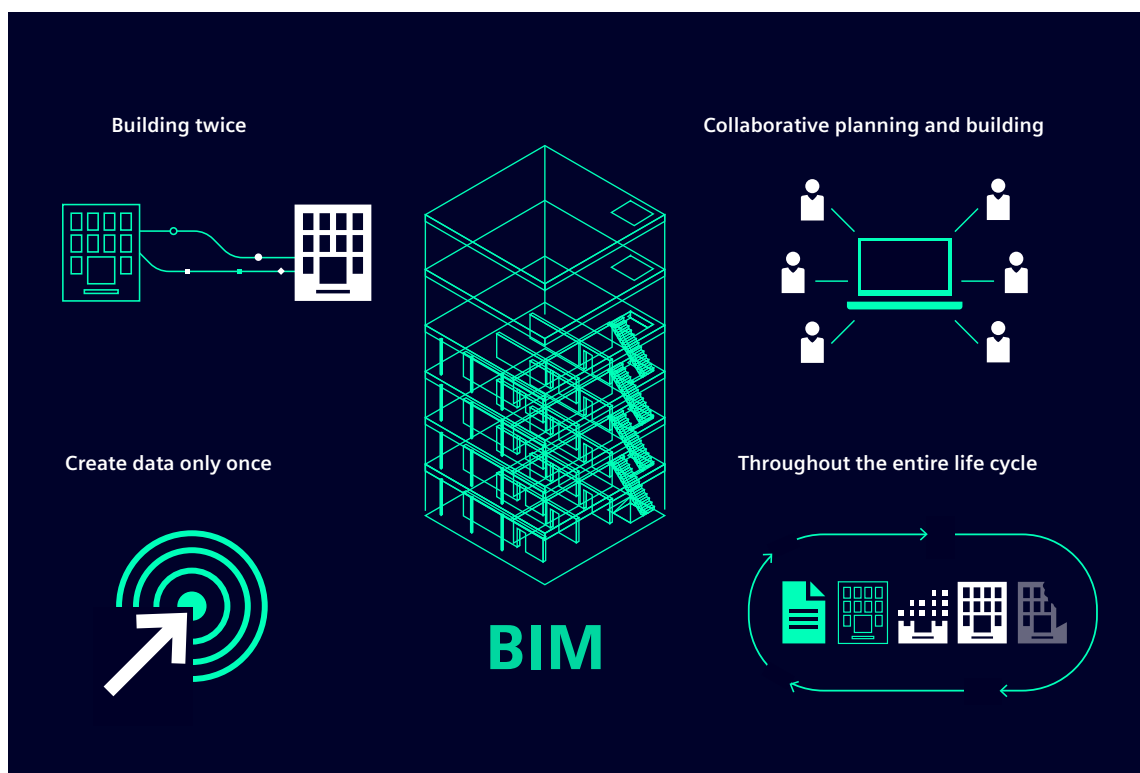 Building twice
Collaborative planning and building
Create data only once
Throughout the entire life cycle
BIM